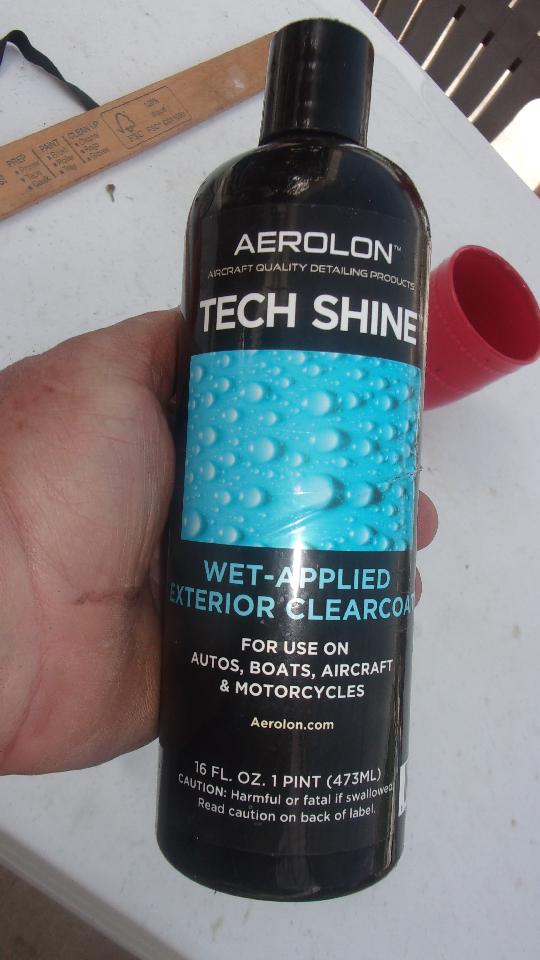 PREP
PAINT
CLEAN UP
FSC
AEROLON™
AIRCRAFT QUALITY DETAILING PRODUCTS
TECH SHINE™
WET-APPLIED
EXTERIOR CLEARCOAT
FOR USE ON
AUTOS, BOATS, AIRCRAFT
& MOTORCYCLES
Aerolon.com
16 FL. OZ. 1 PINT (473ML)
CAUTION: Harmful or fatal if swallowed.
Read caution on back of label.